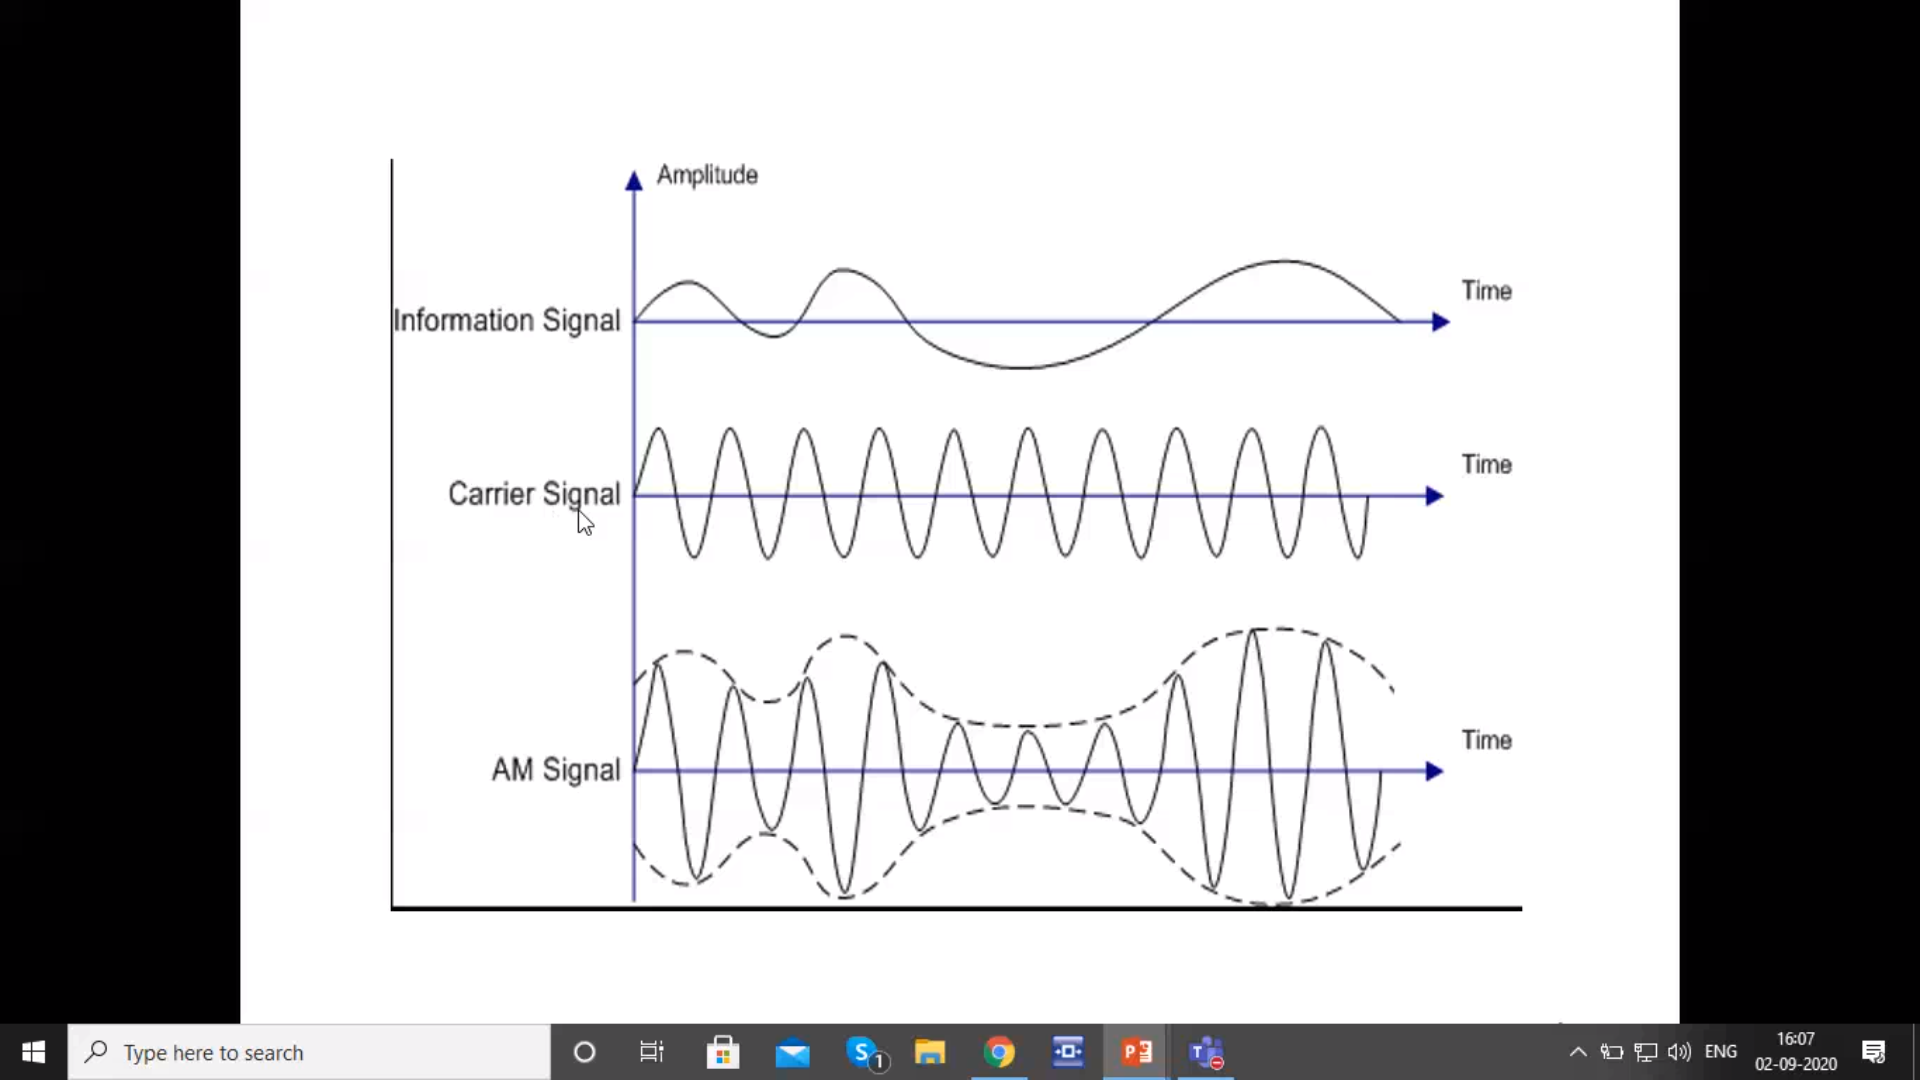 Amplitude
Time
Information Signal
Time
Carrier Signal
Time
AM Signal
Type here to search
S
1
P
T
ENG
16:07
02-09-2020